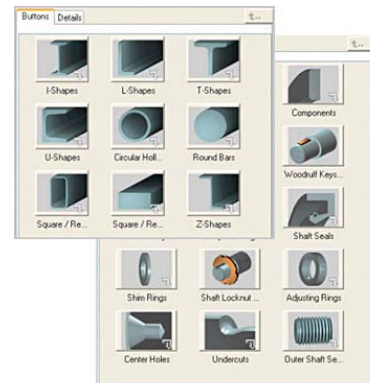 Buttons Details
t..
I-Shapes L-Shapes T-Shapes
U-Shapes Circular Holl... Round Bars
Square / Re... Square / Re... Z-Shapes
t..
Components
Woodruff Keys...
Shaft Seals
Shim Rings Shaft Locknut ... Adjusting Rings
Center Holes Undercuts Outer Shaft Se...